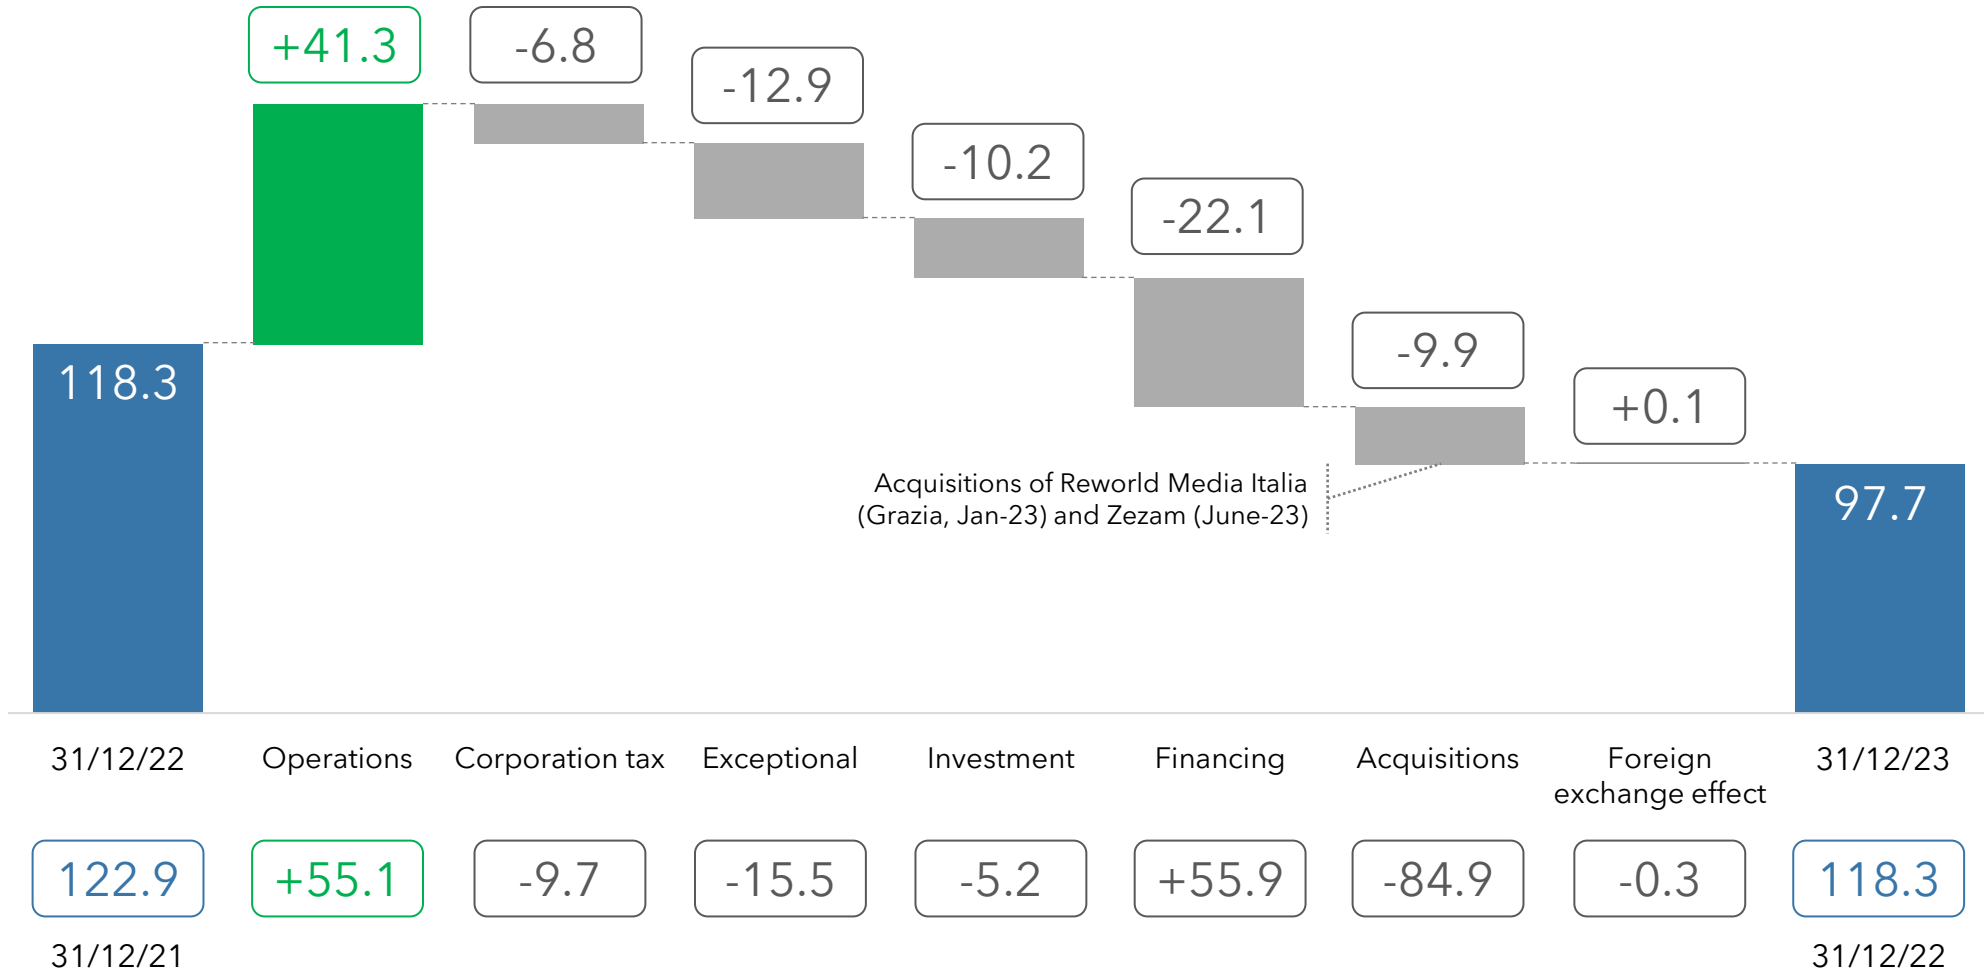 +41.3
-6.8
-12.9
-10.2
-22.1
-9.9
+0.1
118.3
97.7
Acquisitions of Reworld Media Italia
(Grazia, Jan-23) and Zezam (June-23)
31/12/22
Operations
Corporation tax
Exceptional
Investment
Financing
Acquisitions
Foreign
exchange effect
31/12/23
122.9
+55.1
-9.7
-15.5
-5.2
+55.9
-84.9
-0.3
118.3
31/12/21
31/12/22